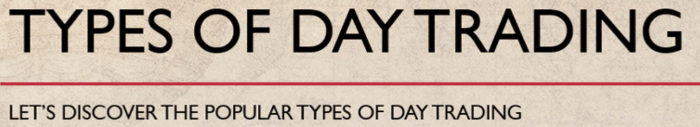 TYPES OF DAY TRADING
LET'S DISCOVER THE POPULAR TYPES OF DAY TRADING